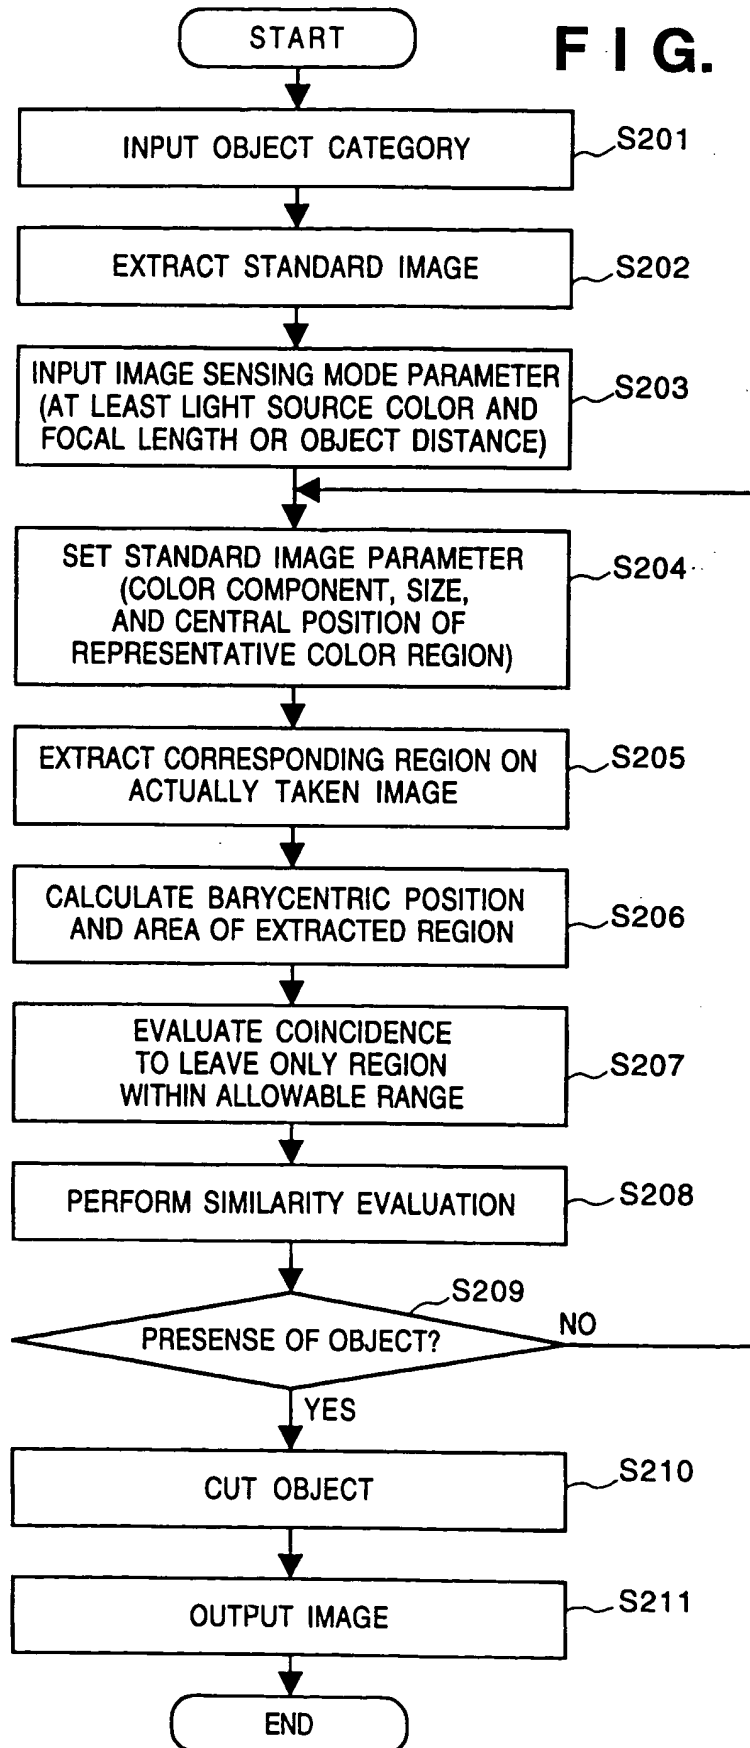 START
FIG.
INPUT OBJECT CATEGORY
S201
EXTRACT STANDARD IMAGE
S202
INPUT IMAGE SENSING MODE PARAMETER
(AT LEAST LIGHT SOURCE COLOR AND
FOCAL LENGTH OR OBJECT DISTANCE)
S203
SET STANDARD IMAGE PARAMETER
(COLOR COMPONENT, SIZE,
AND CENTRAL POSITION OF
REPRESENTATIVE COLOR REGION)
S204
EXTRACT CORRESPONDING REGION ON
ACTUALLY TAKEN IMAGE
S205
CALCULATE BARYCENTRIC POSITION
AND AREA OF EXTRACTED REGION
S206
EVALUATE COINCIDENCE
TO LEAVE ONLY REGION
WITHIN ALLOWABLE RANGE
S207
PERFORM SIMILARITY EVALUATION
S208
S209
PRESENSE OF OBJECT?
NO
YES
CUT OBJECT
S210
OUTPUT IMAGE
S211
END